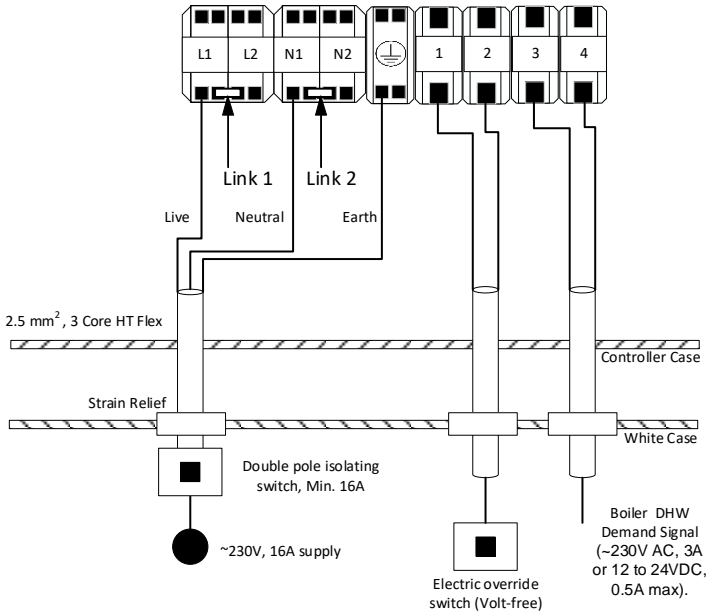 L1 L2 N1 N2 1 2 3 4
Link 1 Link 2
Live Neutral Earth
2.5 mm², 3 Core HT Flex
Controller Case
Strain Relief
White Case
Double pole isolating
switch, Min. 16A
~230V, 16A supply
Electric override
switch (Volt-free)
Boiler DHW
Demand Signal
(~230V AC, 3A
or 12 to 24VDC,
0.5A max).